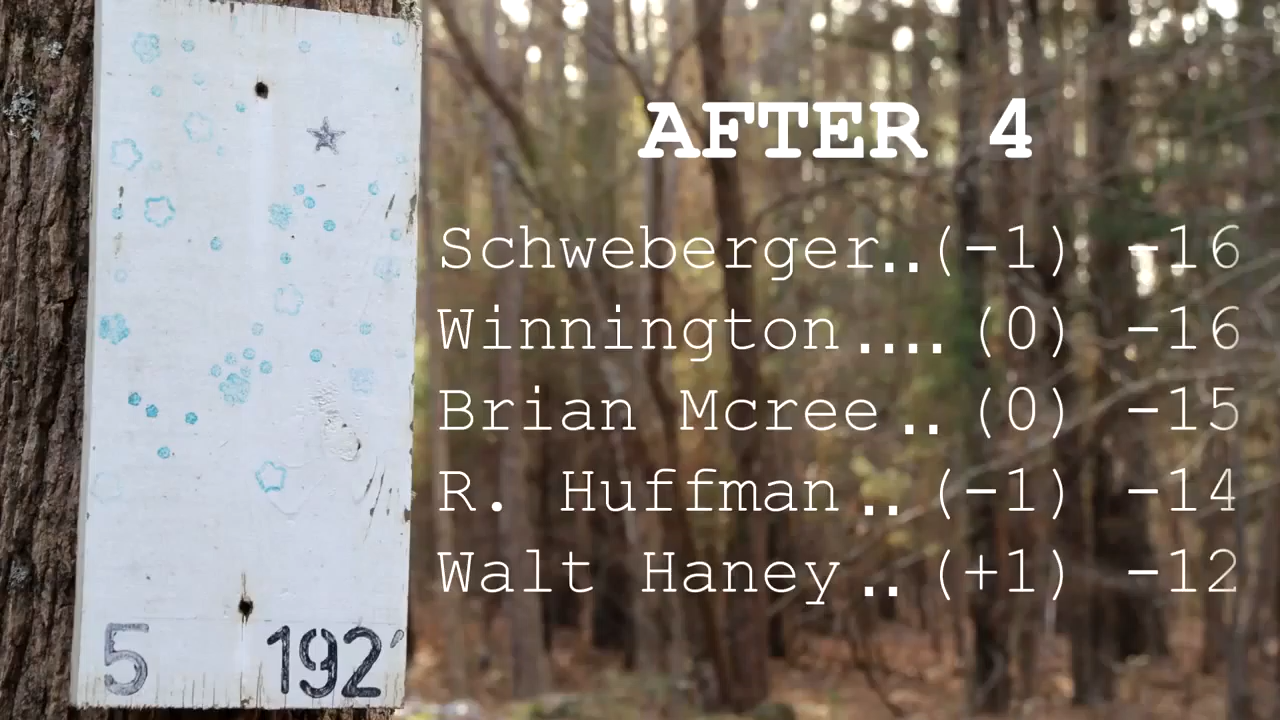 AFTER 4
Schweberger..(-1) -16
Winnington.... (0) -16
Brian Mcree .. (0) -15
R. Huffman .. (-1) -14
Walt Haney .. (+1) -12
5 192'